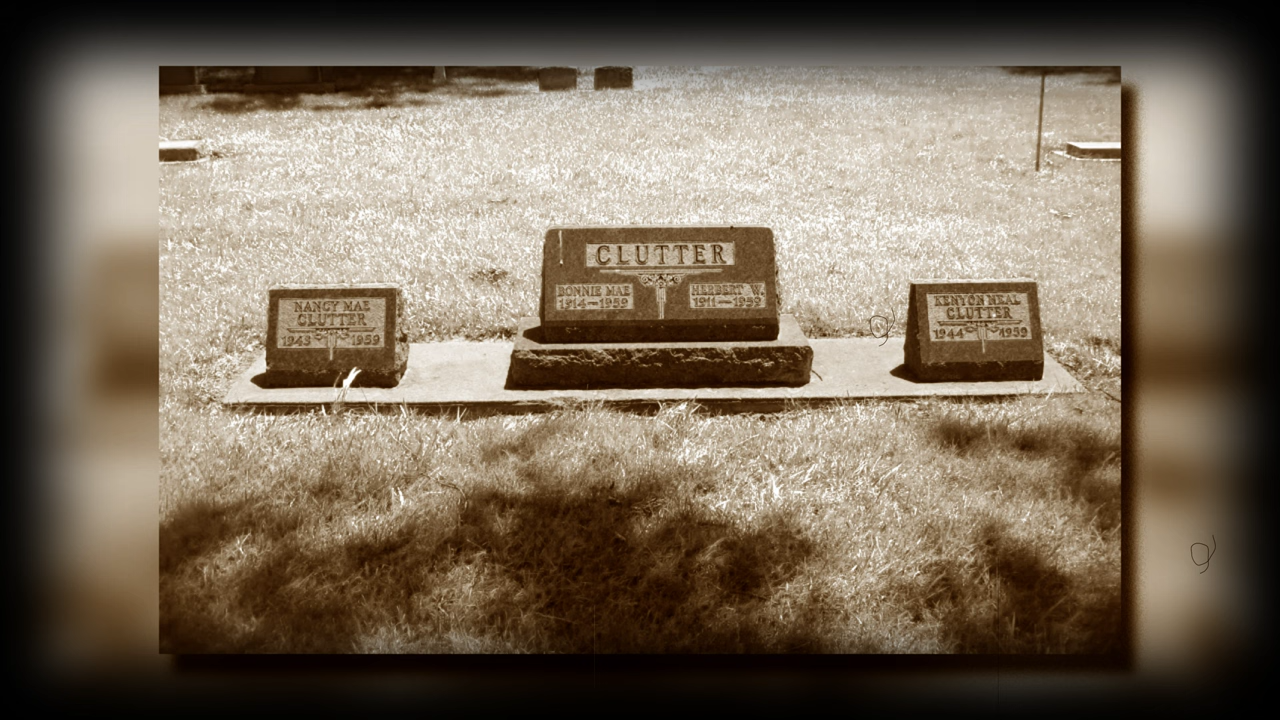 NANCY MAE
CLUTTER
1943 1959
CLUTTER
BONNIE MAE
1914—1959
HERBERT W.
1911—1959
KENYON NEAL
CLUTTER
1944 1959